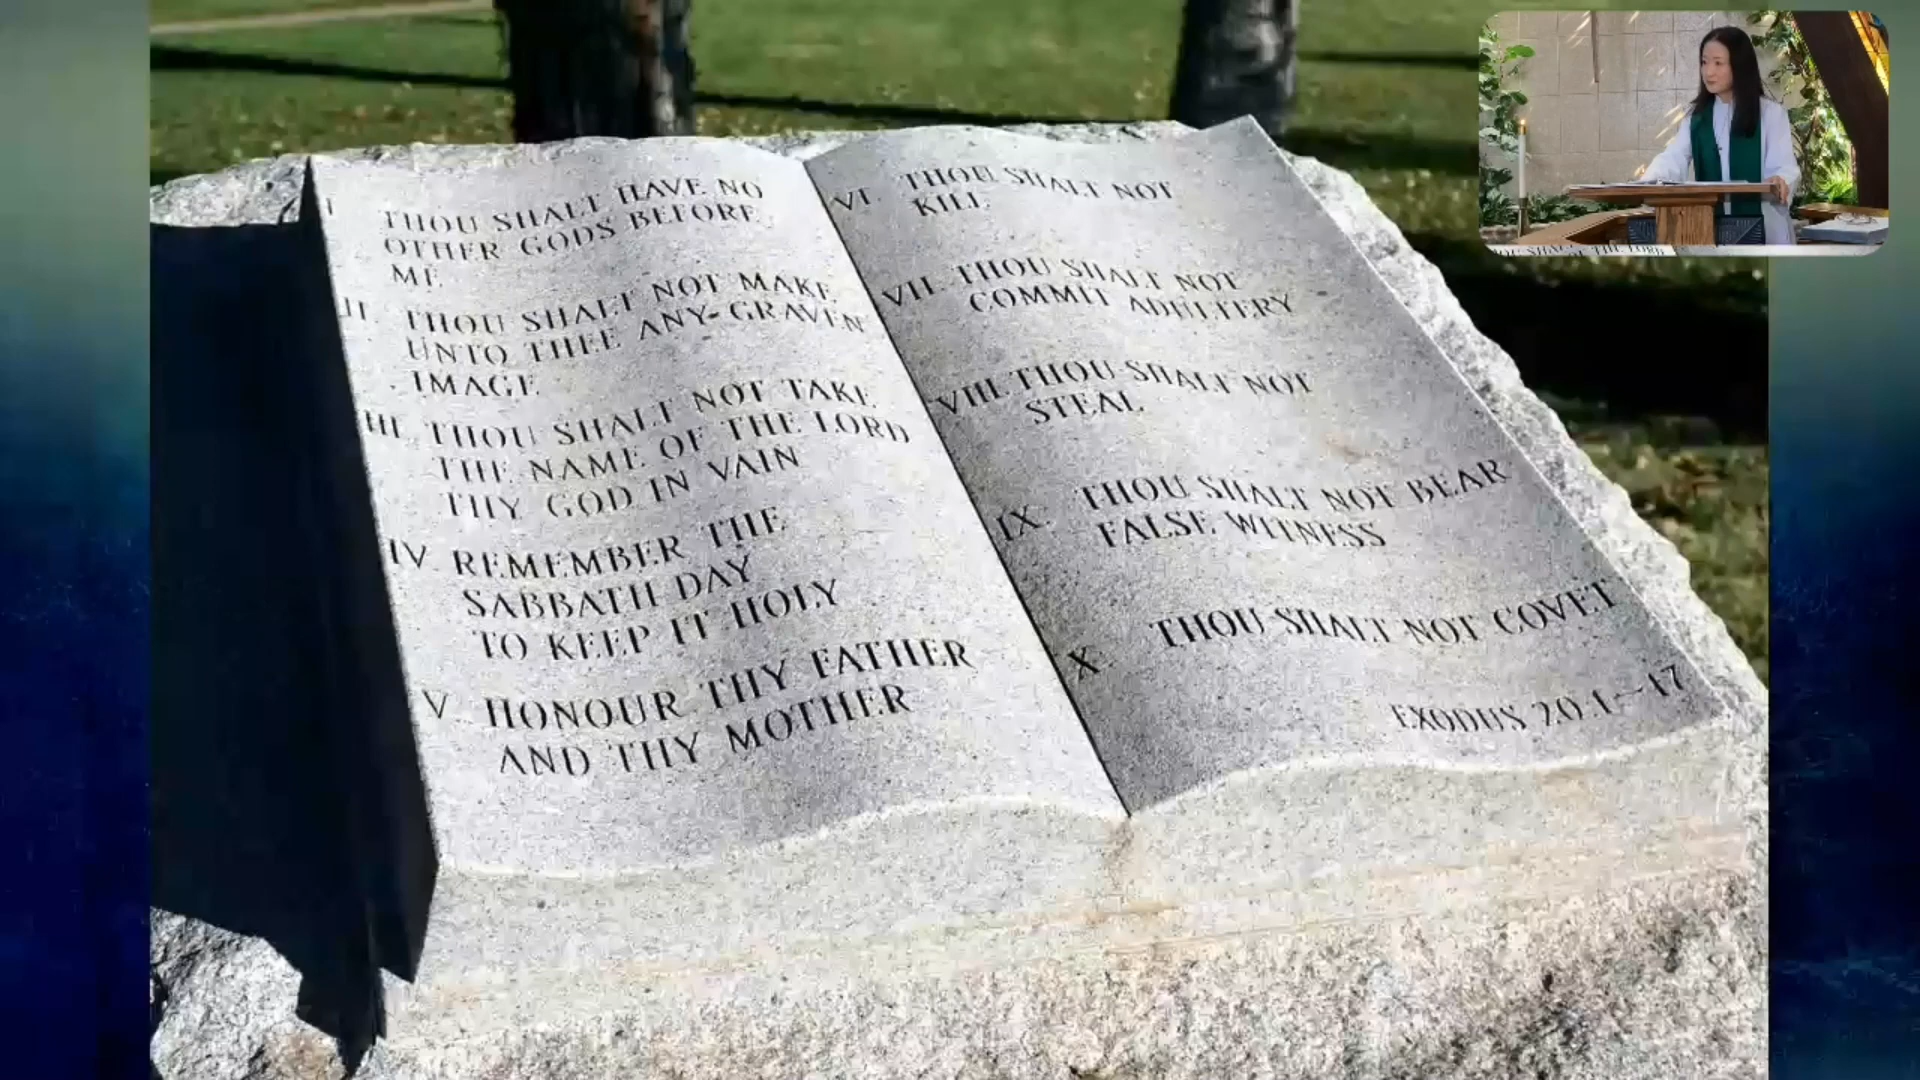 I THOU SHALT HAVE NO
OTHER GODS BEFORE
ME
II THOU SHALT NOT MAKE
UNTO THEE ANY-GRAVEN
IMAGE
III THOU SHALT NOT TAKE
THE NAME OF THE LORD
THY GOD IN VAIN
IV REMEMBER THE
SABBATH DAY
TO KEEP IT HOLY
V HONOUR THY FATHER
AND THY MOTHER
VI. THOU SHALT NOT
KILL
VII. THOU SHALT NOT
COMMIT ADULTERY
VIII. THOU SHALT NOT
STEAL
IX. THOU SHALT NOT BEAR
FALSE WITNESS
X. THOU SHALT NOT COVET
EXODUS 20.1~17